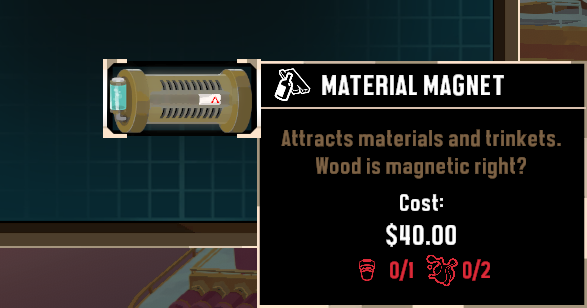 MATERIAL MAGNET
Attracts materials and trinkets.
Wood is magnetic right?
Cost:
$40.00
0/1 0/2